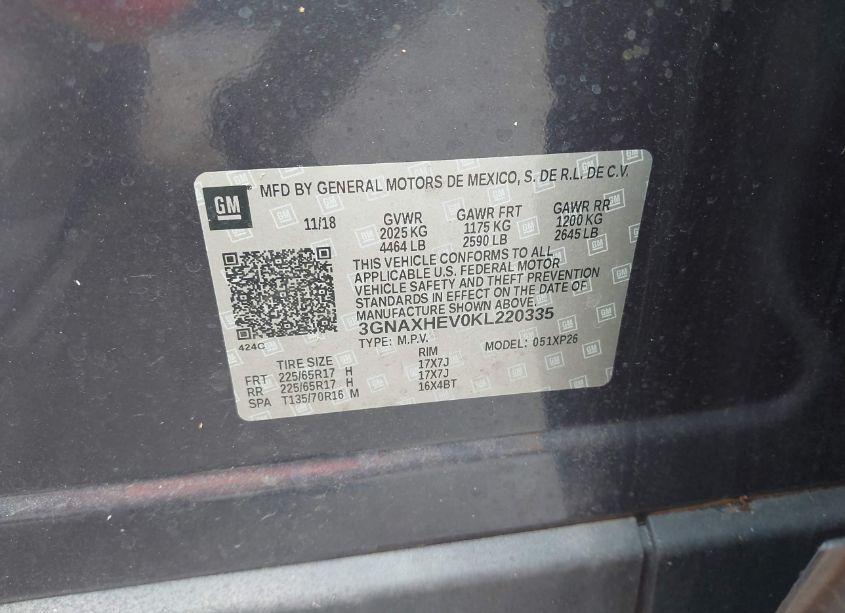 GM
MFD BY GENERAL MOTORS DE MEXICO, S. DE R.L. DE C.V.
11/18
GVWR GAWR FRT GAWR RR
2025 KG 1175 KG 1200 KG
4464 LB 2590 LB 2645 LB
THIS VEHICLE CONFORMS TO ALL
APPLICABLE U.S. FEDERAL MOTOR
VEHICLE SAFETY AND THEFT PREVENTION
STANDARDS IN EFFECT ON THE DATE OF
MANUFACTURE SHOWN ABOVE.
3GNAXHEV0KL220335
424C
TYPE: M.P.V. MODEL: 051XP26
TIRE SIZE RIM
FRT 225/65R17 H 17X7J
RR 225/65R17 H 17X7J
SPA T135/70R16 M 16X4BT